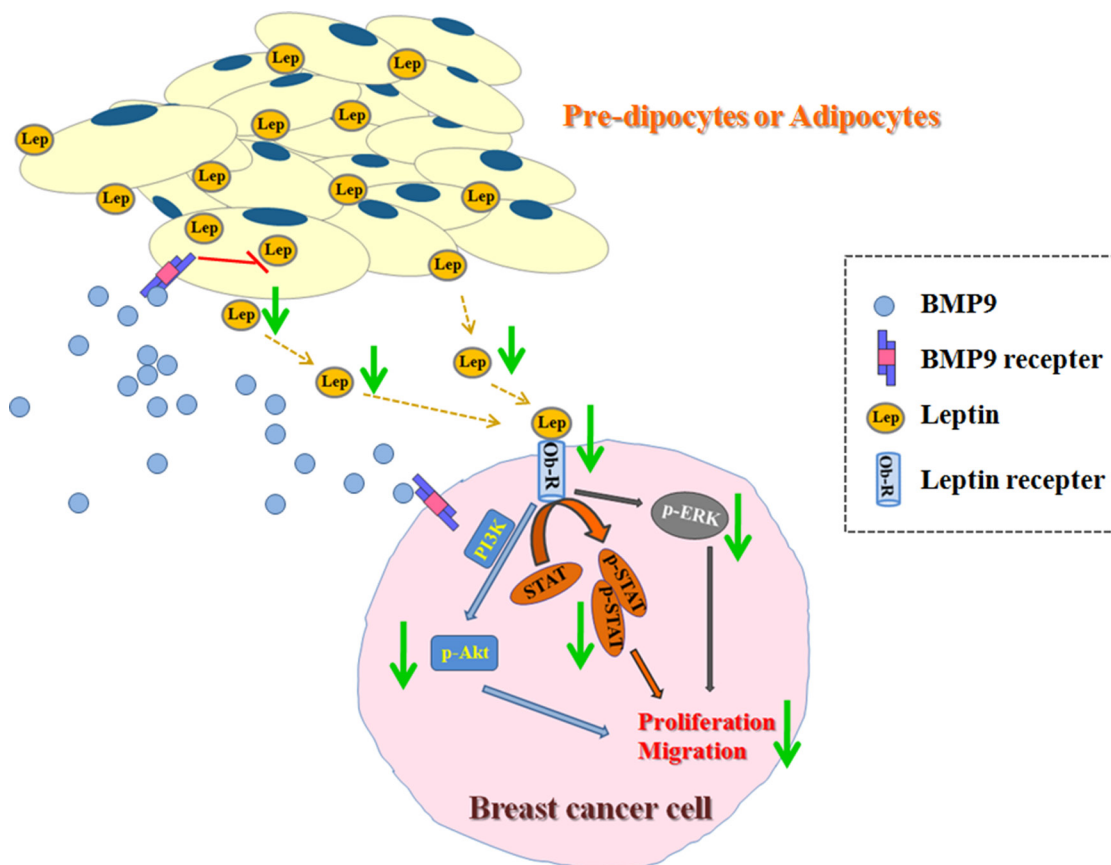 Lep
Lep
Pre-dipocytes or Adipocytes
Lep
Lep
Lep
Lep
Lep
Lep
Lep
Lep
Lep
Lep
Lep
Lep
BMP9
BMP9 recepter
Lep
Lep
Lep
Lep Leptin
Ob-R
Ob-R Leptin recepter
p-ERK
PI3K
STAT
p-STAT
p-STAT
p-Akt
Proliferation
Migration
Breast cancer cell